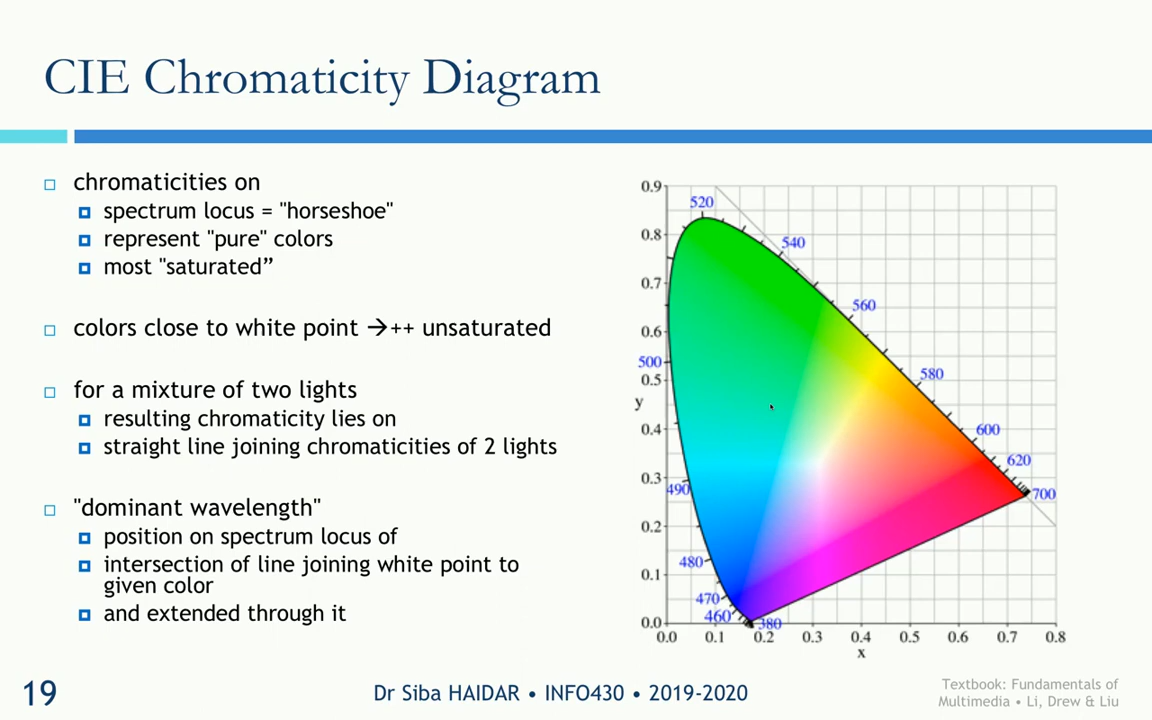 CIE Chromaticity Diagram
chromaticities on
spectrum locus = "horseshoe"
represent "pure" colors
most "saturated”
colors close to white point →++ unsaturated
for a mixture of two lights
resulting chromaticity lies on
straight line joining chromaticities of 2 lights
"dominant wavelength"
position on spectrum locus of
intersection of line joining white point to
given color
and extended through it
0.9
520
0.8
540
0.7
560
0.6
500
580
0.5
y
0.4
600
620
0.3
490
700
0.2
480
0.1
470
460
380
0.0
0.0 0.1 0.2 0.3 0.4 0.5 0.6 0.7 0.8
x
19
Dr Siba HAIDAR • INFO430 • 2019-2020
Textbook: Fundamentals of
Multimedia • Li, Drew & Liu